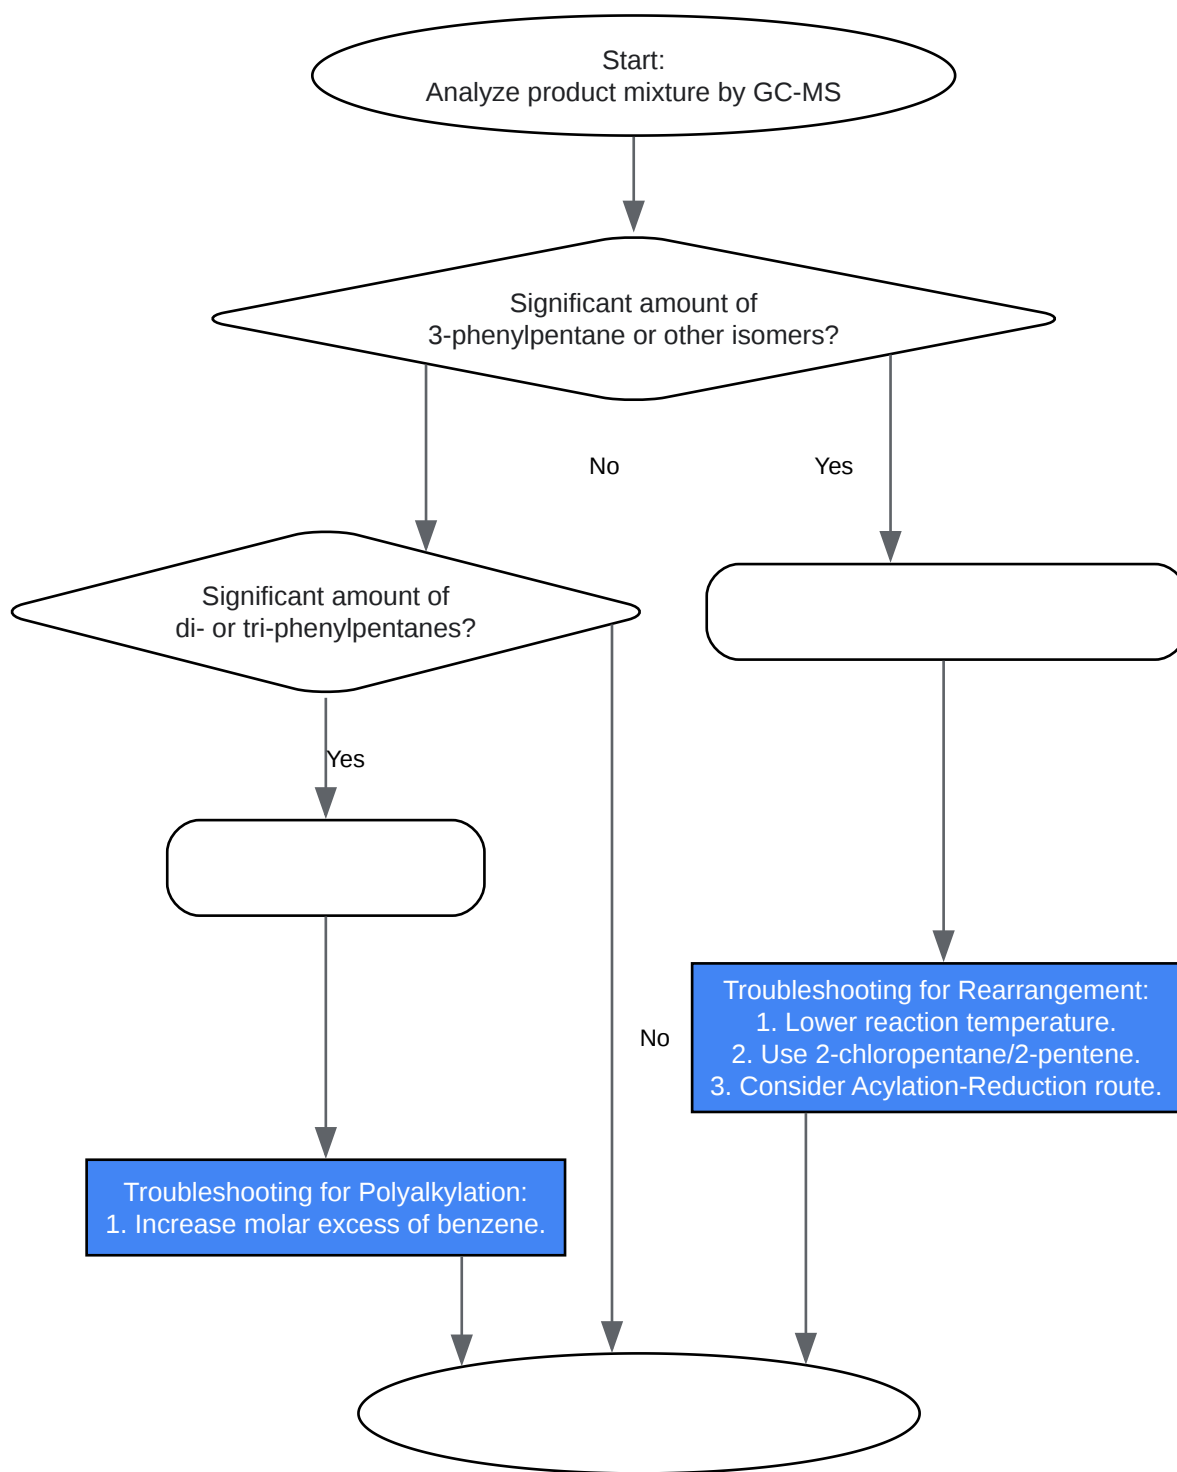 Start:
Analyze product mixture by GC-MS
Significant amount of
3-phenylpentane or other isomers?
No
Yes
Significant amount of
di- or tri-phenylpentanes?
Yes
Troubleshooting for Rearrangement:
1. Lower reaction temperature.
2. Use 2-chloropentane/2-pentene.
3. Consider Acylation-Reduction route.
No
Troubleshooting for Polyalkylation:
1. Increase molar excess of benzene.